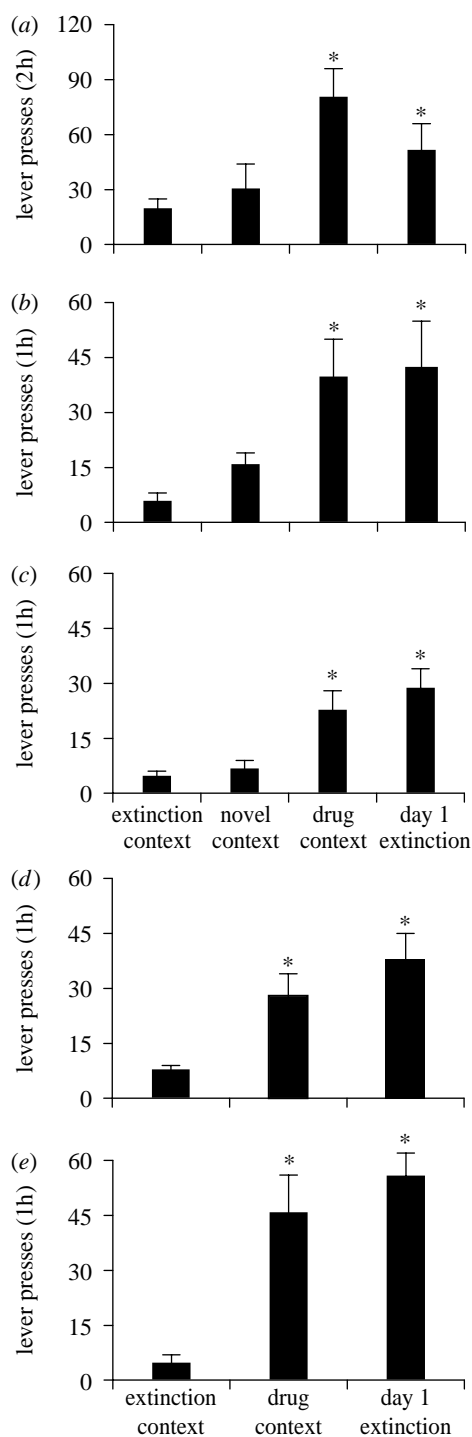 (a)
120
90
60
30
0
lever presses (2h)
*
*
(b)
60
45
30
15
0
lever presses (1h)
*
*
(c)
60
45
30
15
0
lever presses (1h)
*
*
extinction novel drug day 1
context context context extinction
(d)
60
45
30
15
0
lever presses (1h)
*
*
(e)
60
45
30
15
0
lever presses (1h)
*
*
extinction drug day 1
context context extinction